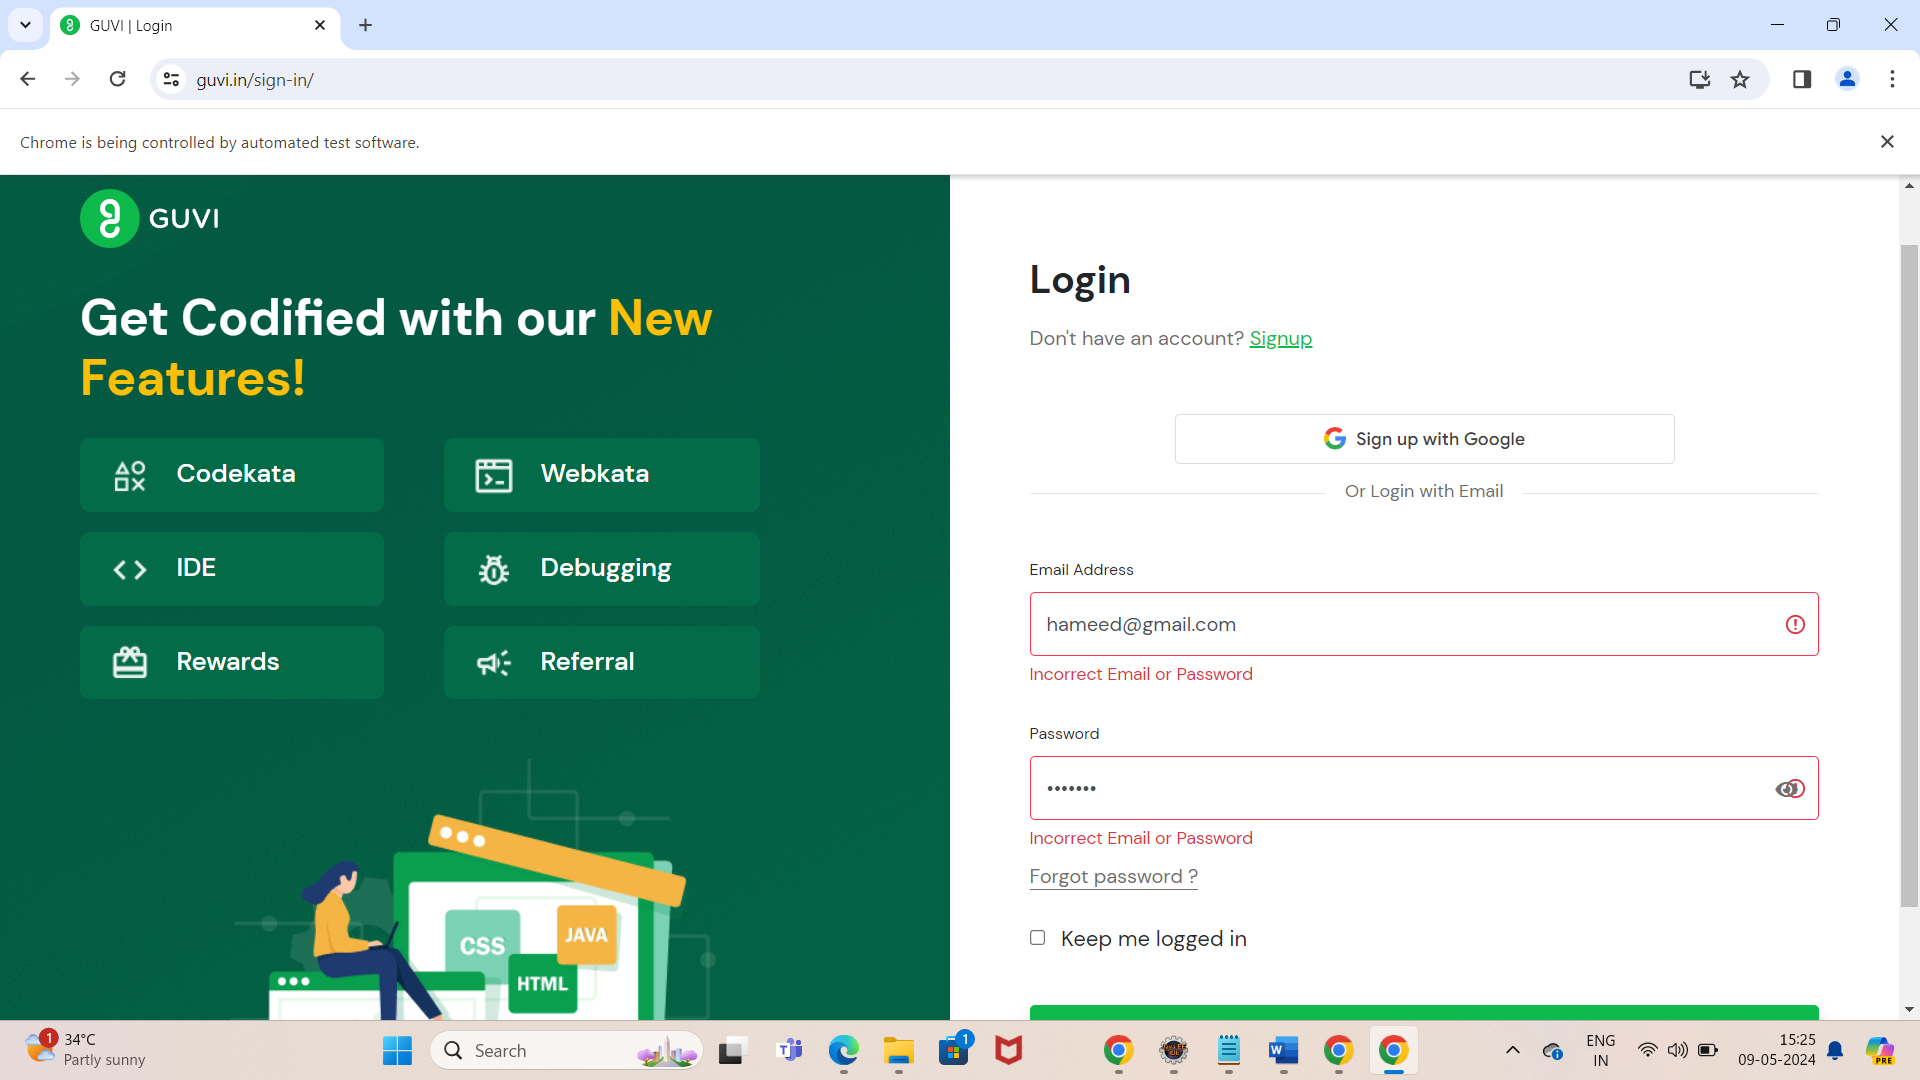 GUVI | Login
guvi.in/sign-in/
Chrome is being controlled by automated test software.
GUVI
Get Codified with our New
Features!
Codekata
Webkata
IDE
Debugging
Rewards
Referral
CSS
JAVA
HTML
Login
Don't have an account? Signup
Sign up with Google
Or Login with Email
Email Address
hameed@gmail.com
Incorrect Email or Password
Password
•••••••
Incorrect Email or Password
Forgot password ?
Keep me logged in
1
34°C
Partly sunny
Search
1
ENG
IN
15:25
09-05-2024
PRE